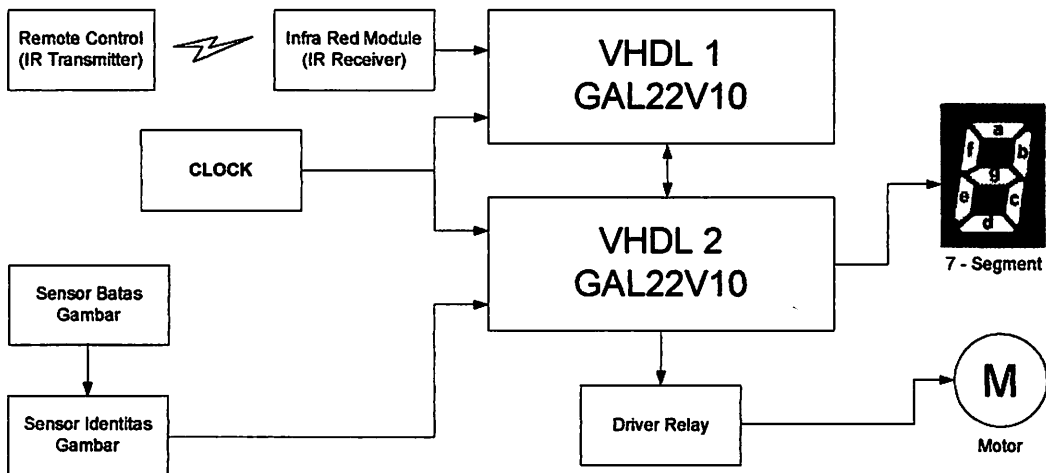 Remote Control
(IR Transmitter)
Infra Red Module
(IR Receiver)
VHDL 1
GAL22V10
CLOCK
VHDL 2
GAL22V10
a
f
b
g
e
c
d
7 - Segment
Sensor Batas
Gambar
Sensor Identitas
Gambar
Driver Relay
M
Motor